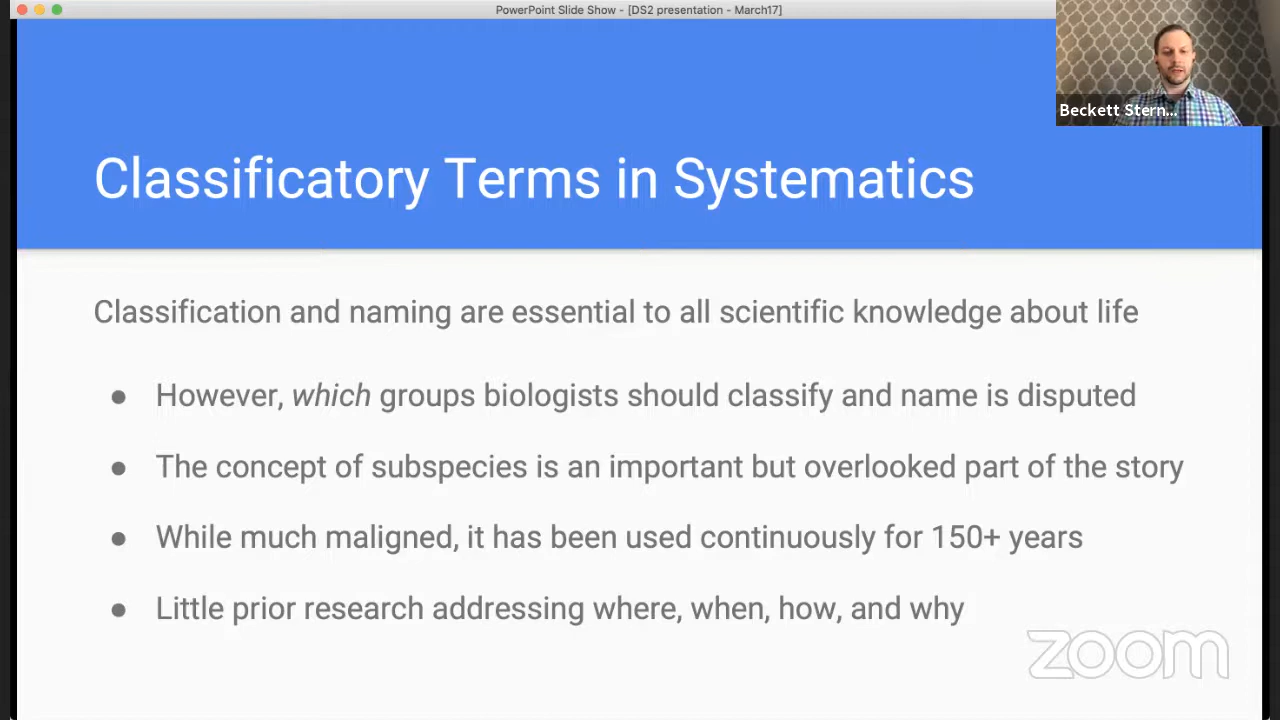 PowerPoint Slide Show - [DS2 presentation - March17]
Beckett Stern...
Classificatory Terms in Systematics
Classification and naming are essential to all scientific knowledge about life
● However, which groups biologists should classify and name is disputed
● The concept of subspecies is an important but overlooked part of the story
● While much maligned, it has been used continuously for 150+ years
● Little prior research addressing where, when, how, and why
zoom